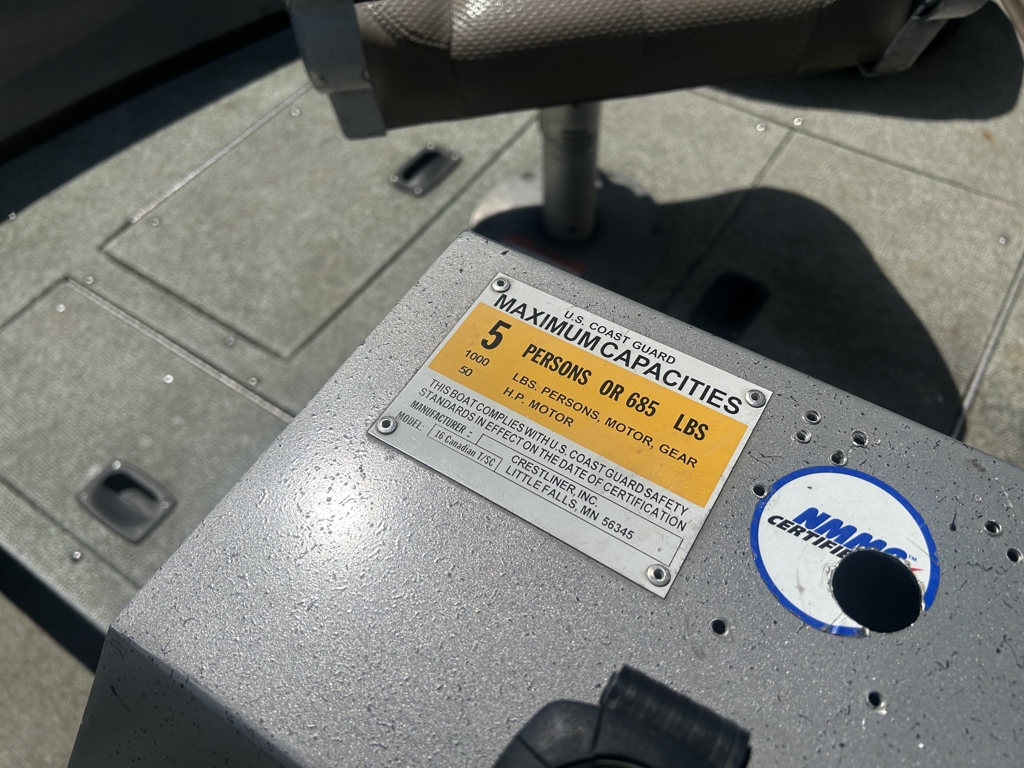 U.S. COAST GUARD
MAXIMUM CAPACITIES
5 PERSONS OR 685 LBS
1000 LBS, PERSONS, MOTOR, GEAR
50 H.P. MOTOR
THIS BOAT COMPLIES WITH U.S. COAST GUARD SAFETY
STANDARDS IN EFFECT ON THE DATE OF CERTIFICATION
MANUFACTURER: CRESTLINER, INC.
LITTLE FALLS, MN 56345
MODEL: 16 Canadian T/SC
NMMA™